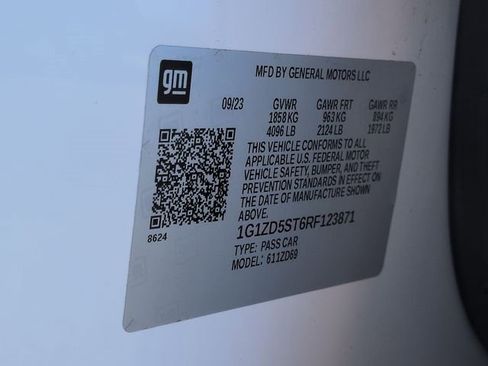 gm
MFD BY GENERAL MOTORS LLC
09/23 GVWR GAWR FRT GAWR RR
1858 KG 963 KG 894 KG
4096 LB 2124 LB 1972 LB
THIS VEHICLE CONFORMS TO ALL
APPLICABLE U.S. FEDERAL MOTOR
VEHICLE SAFETY, BUMPER, AND THEFT
PREVENTION STANDARDS IN EFFECT ON
THE DATE OF MANUFACTURE SHOWN
ABOVE.
8624
1G1ZD5ST6RF123871
TYPE: PASS CAR
MODEL: 611ZD69